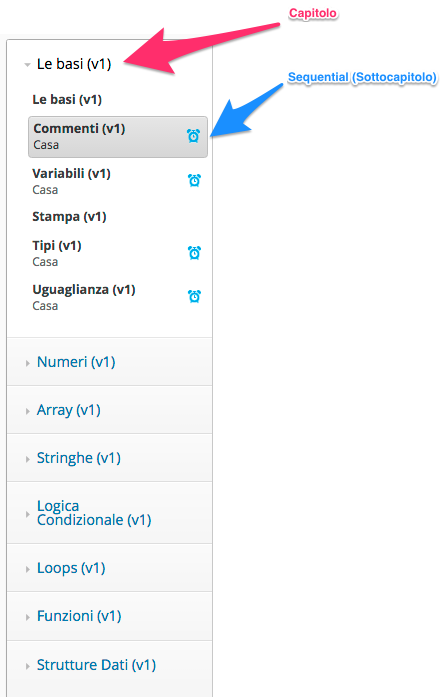 Capitolo
Le basi (v1)
Sequential (Sottocapitolo)
Le basi (v1)
Commenti (v1)
Casa
Variabili (v1)
Casa
Stampa (v1)
Tipi (v1)
Casa
Uguaglianza (v1)
Casa
Numeri (v1)
Array (v1)
Stringhe (v1)
Logica
Condizionale (v1)
Loops (v1)
Funzioni (v1)
Strutture Dati (v1)